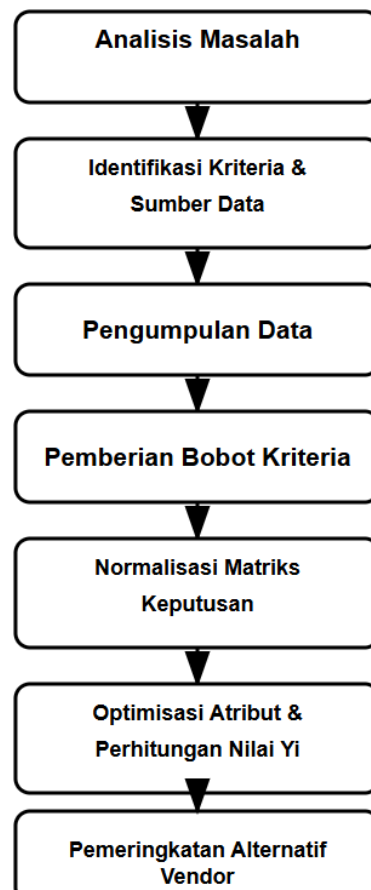 Analisis Masalah
Identifikasi Kriteria &
Sumber Data
Pengumpulan Data
Pemberian Bobot Kriteria
Normalisasi Matriks
Keputusan
Optimisasi Atribut &
Perhitungan Nilai Yi
Pemeringkatan Alternatif
Vendor